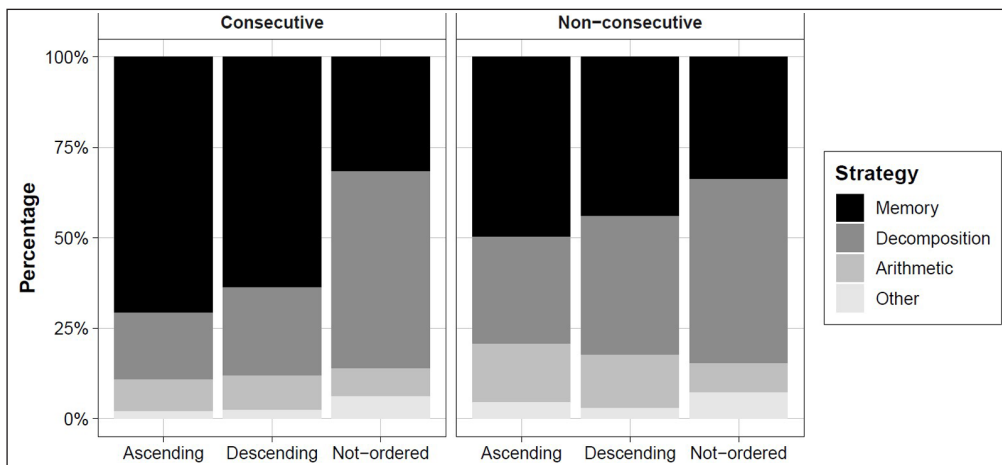 Consecutive Non−consecutive
100%
75%
50%
25%
0%
Percentage
Ascending Descending Not−ordered Ascending Descending Not−ordered
Strategy
Memory
Decomposition
Arithmetic
Other